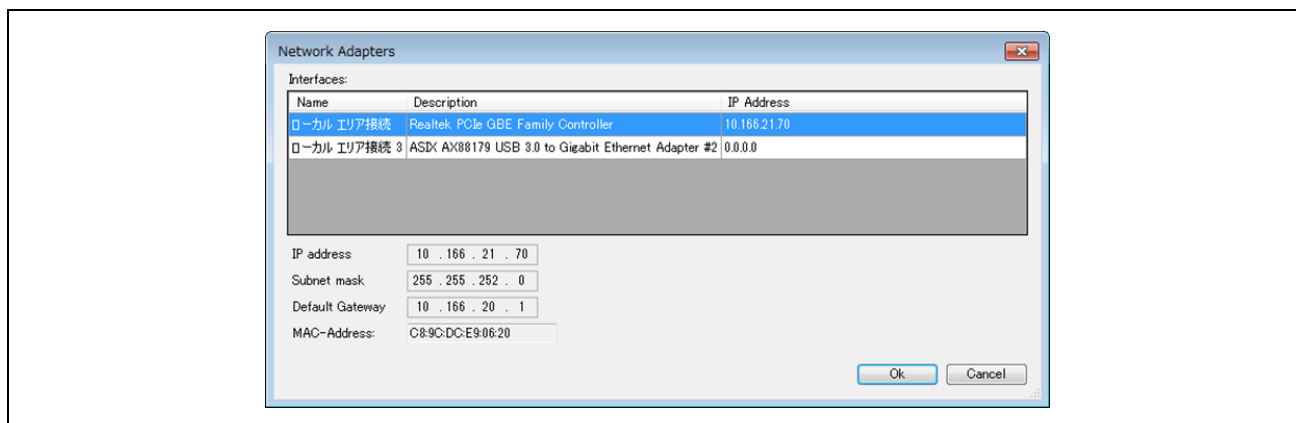 Network Adapters
Interfaces:
Name Description IP Address
ローカル エリア接続 Realtek PCIe GBE Family Controller 10.166.21.70
ローカル エリア接続 3 ASIX AX88179 USB 3.0 to Gigabit Ethernet Adapter #2 0.0.0.0
IP address 10 . 166 . 21 . 70
Subnet mask 255 . 255 . 252 . 0
Default Gateway 10 . 166 . 20 . 1
MAC-Address: C8:9C:DC:E9:06:20
Ok Cancel